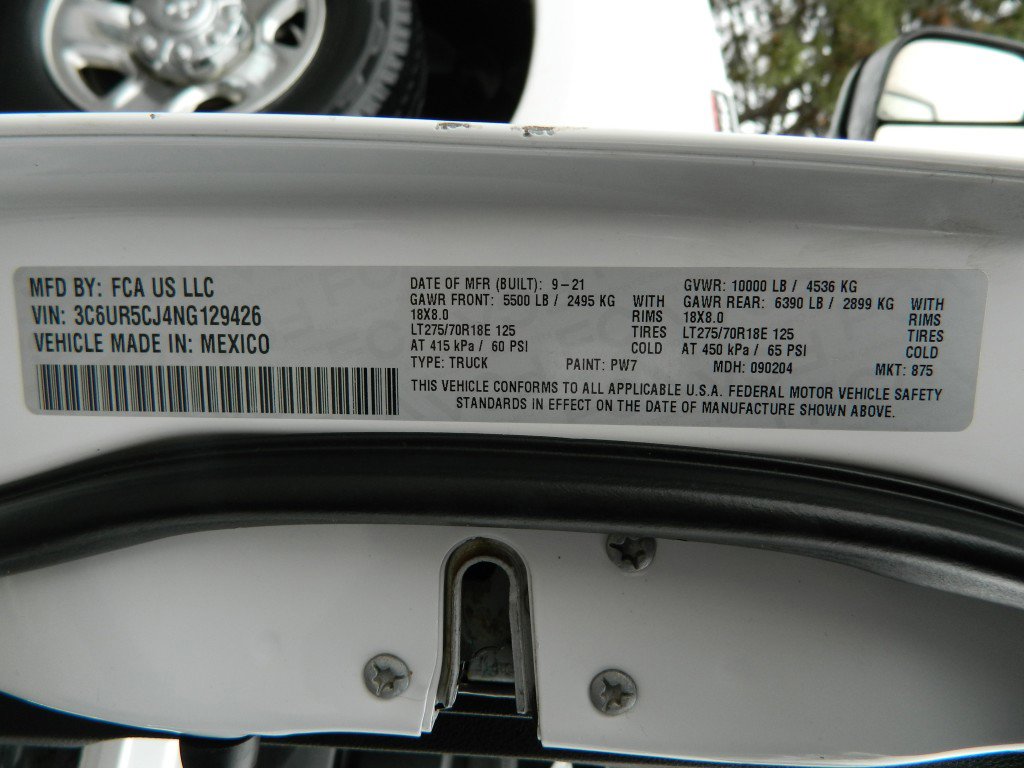 MFD BY: FCA US LLC
VIN: 3C6UR5CJ4NG129426
VEHICLE MADE IN: MEXICO
DATE OF MFR (BUILT): 9-21
GAWR FRONT: 5500 LB / 2495 KG WITH
18X8.0 RIMS
LT275/70R18E 125 TIRES
AT 415 kPa / 60 PSI COLD
TYPE: TRUCK PAINT: PW7
GVWR: 10000 LB / 4536 KG
GAWR REAR: 6390 LB / 2899 KG WITH
18X8.0 RIMS
LT275/70R18E 125 TIRES
AT 450 kPa / 65 PSI COLD
MDH: 090204 MKT: 875
THIS VEHICLE CONFORMS TO ALL APPLICABLE U.S.A. FEDERAL MOTOR VEHICLE SAFETY
STANDARDS IN EFFECT ON THE DATE OF MANUFACTURE SHOWN ABOVE.